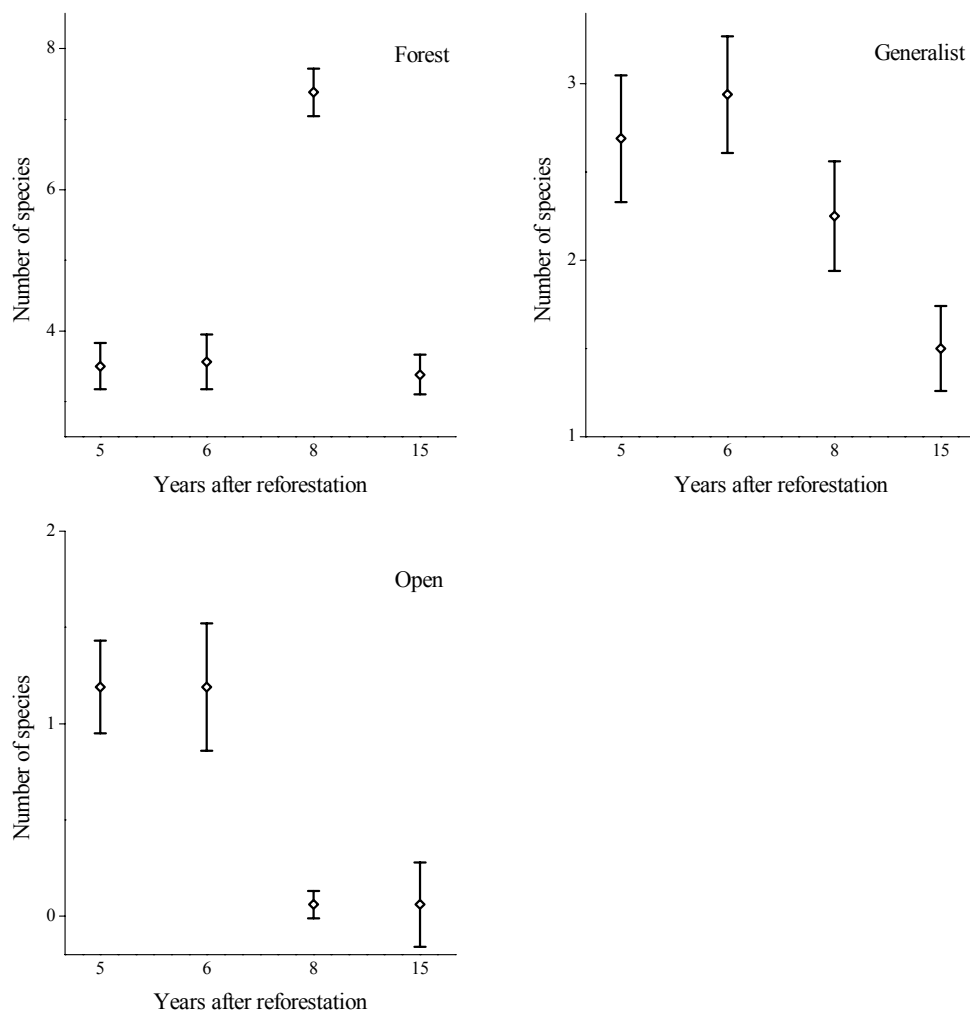 Forest
Number of species
8
6
4
5 6 8 15
Years after reforestation
Generalist
Number of species
3
2
1
5 6 8 15
Years after reforestation
Open
Number of species
2
1
0
5 6 8 15
Years after reforestation